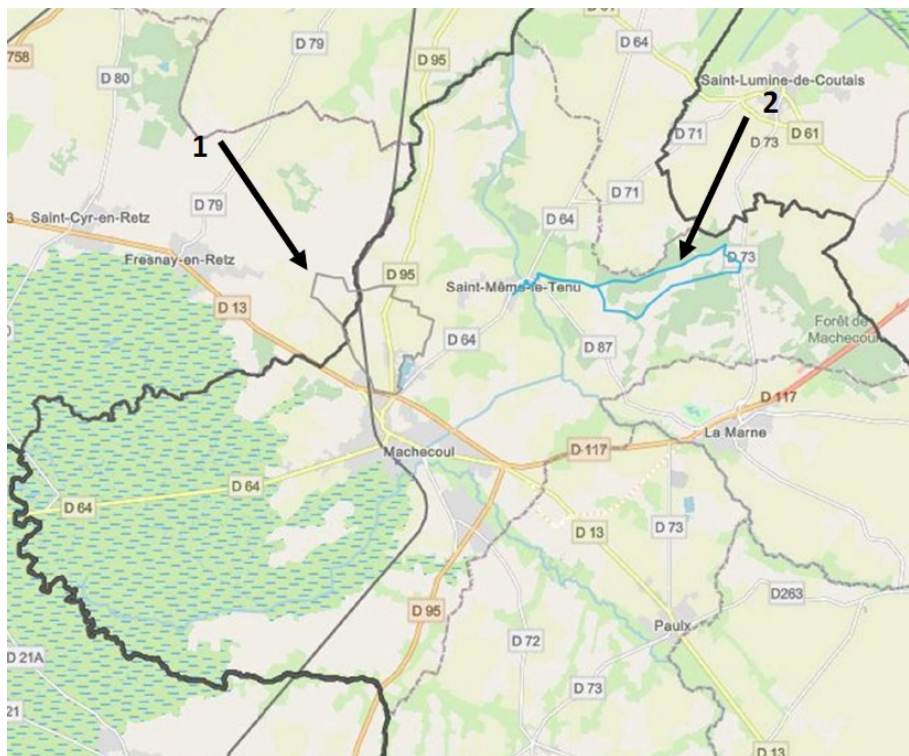 D 61
D 64
758
D 79
D 95
D 80
Saint-Lumine-de-Coutais
2
D 71
D 61
1
D 73
D 71
D 79
Saint-Cyr-en-Retz
D 64
3
Fresnay-en-Retz
D 95
D 73
Saint-Même-le-Tenu
D 13
Forêt de
Machecoul
D 64
D 87
D 117
La Marne
Machecoul
D 117
D 64
D 64
D 13
D 73
D263
D 95
Paulx
D 72
D 21A
D 73
21
D 13